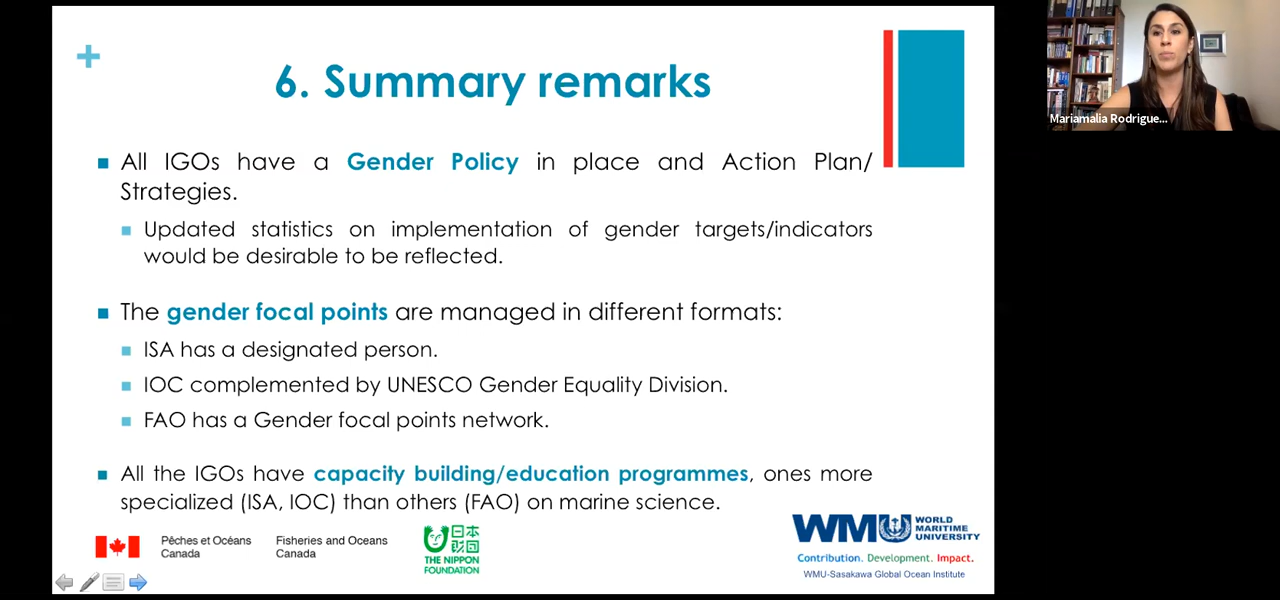 6. Summary remarks
All IGOs have a Gender Policy in place and Action Plan/
Strategies.
Updated statistics on implementation of gender targets/indicators
would be desirable to be reflected.
The gender focal points are managed in different formats:
ISA has a designated person.
IOC complemented by UNESCO Gender Equality Division.
FAO has a Gender focal points network.
All the IGOs have capacity building/education programmes, ones more
specialized (ISA, IOC) than others (FAO) on marine science.
Pêches et Océans
Canada
Fisheries and Oceans
Canada
日本
財団
THE NIPPON
FOUNDATION
WMU
WORLD
MARITIME
UNIVERSITY
Contribution. Development. Impact.
WMU-Sasakawa Global Ocean Institute
Mariamalia Rodrigue...